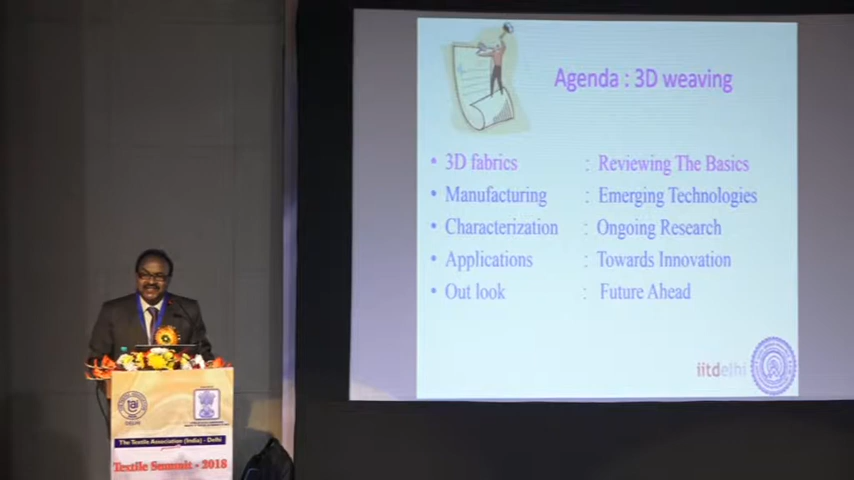 Agenda : 3D weaving
• 3D fabrics : Reviewing The Basics
• Manufacturing : Emerging Technologies
• Characterization : Ongoing Research
• Applications : Towards Innovation
• Out look : Future Ahead
iitdelhi
tai
The Textile Association (India) - Delhi
Textile Summit - 2018